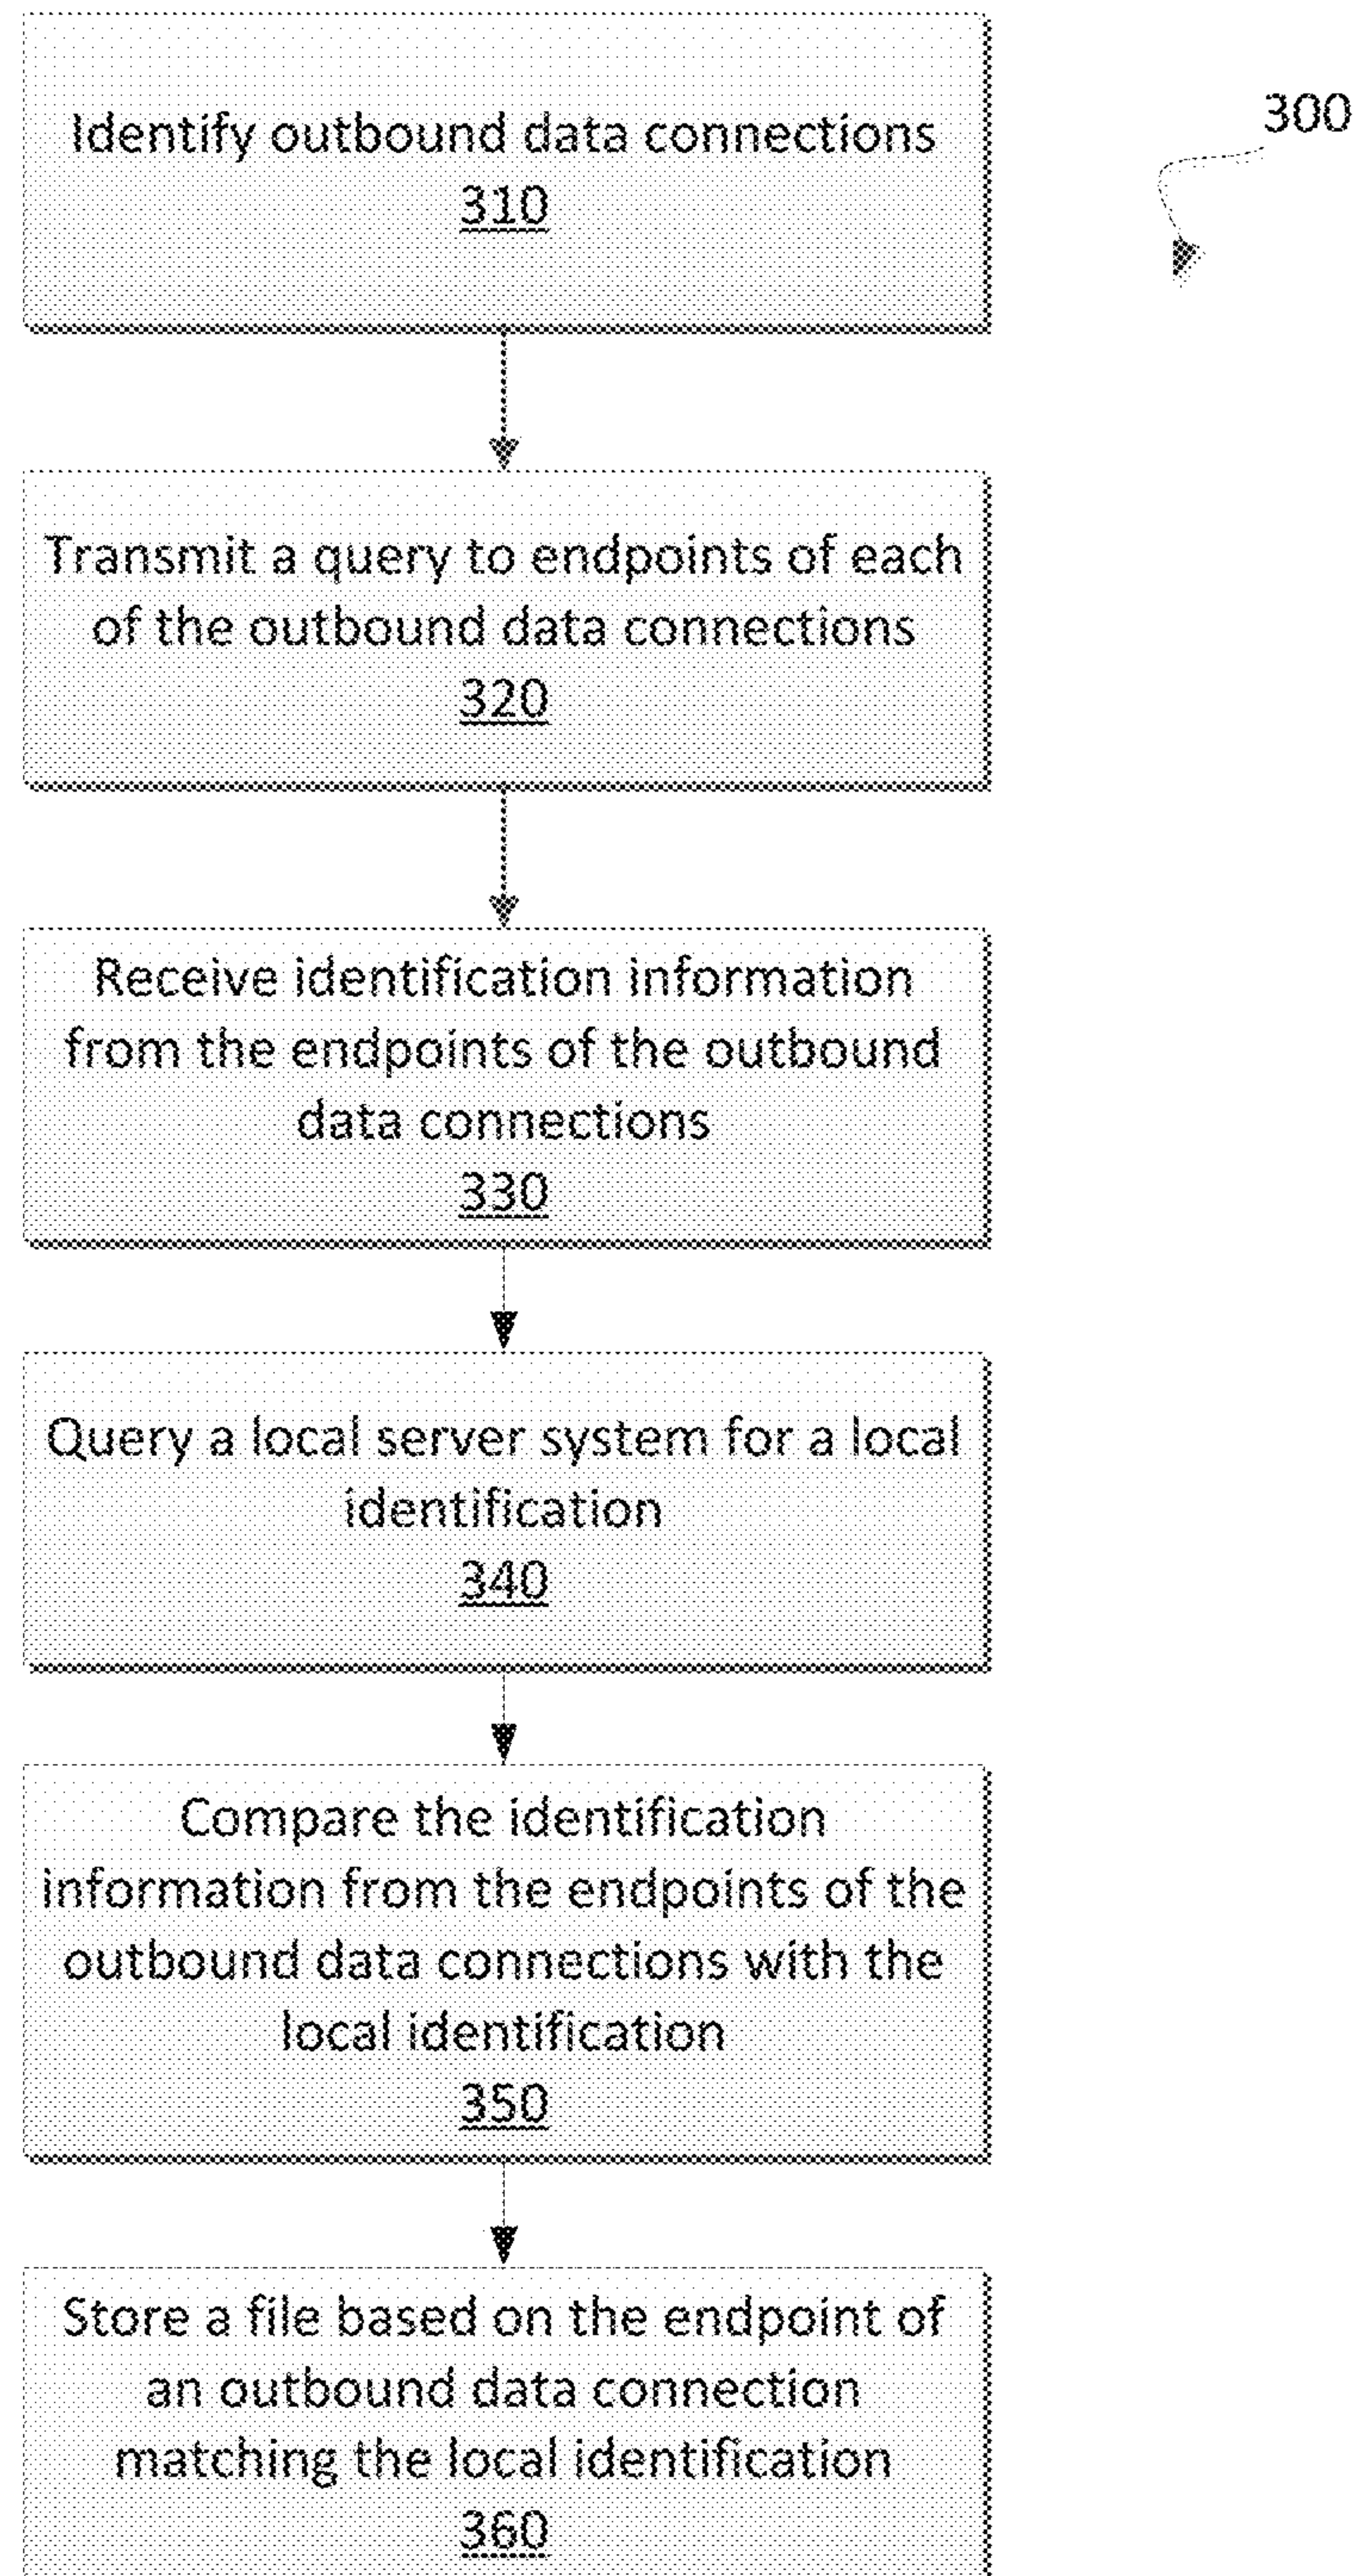 300
Identify outbound data connections
310
Transmit a query to endpoints of each
of the outbound data connections
320
Receive identification information
from the endpoints of the outbound
data connections
330
Query a local server system for a local
identification
340
Compare the identification
information from the endpoints of the
outbound data connections with the
local identification
350
Store a file based on the endpoint of
an outbound data connection
matching the local identification
360